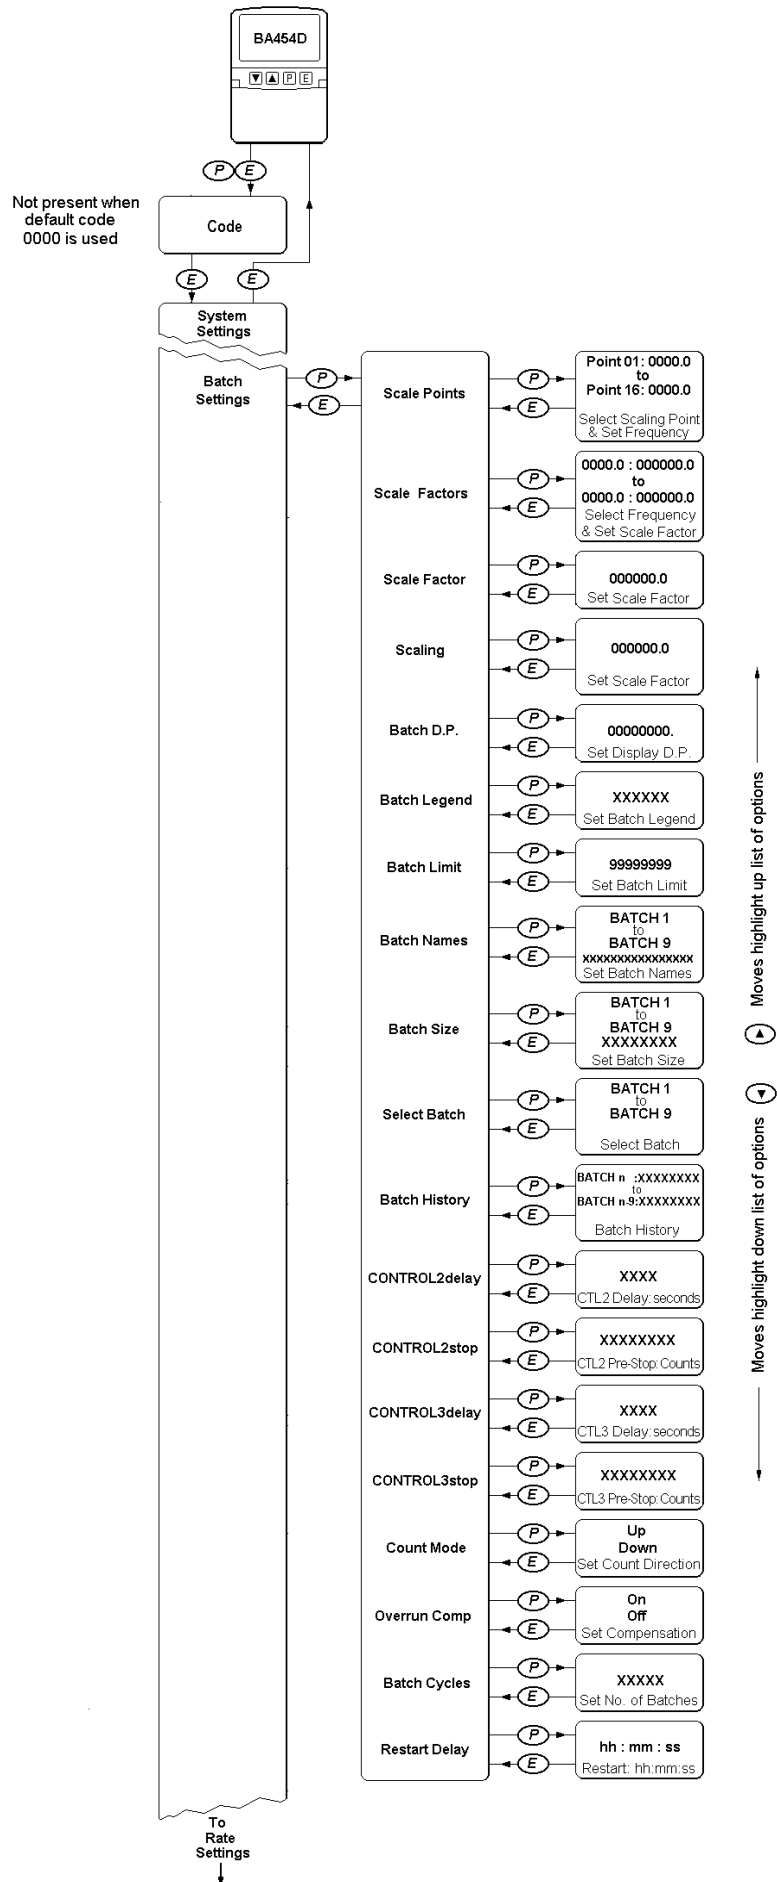 BA454D
P E
P E
Not present when
default code
0000 is used
Code
E E
System
Settings
Batch
Settings
P
E
Scale Points
P
E
Point 01: 0000.0
to
Point 16: 0000.0
Select Scaling Point
& Set Frequency
Scale Factors
P
E
0000.0 : 000000.0
to
0000.0 : 000000.0
Select Frequency
& Set Scale Factor
Scale Factor
P
E
000000.0
Set Scale Factor
Scaling
P
E
000000.0
Set Scale Factor
Batch D.P.
P
E
00000000.
Set Display D.P.
Batch Legend
P
E
XXXXXX
Set Batch Legend
Batch Limit
P
E
99999999
Set Batch Limit
Batch Names
P
E
BATCH 1
to
BATCH 9
xxxxxxxxxxxxxxxx
Set Batch Names
Batch Size
P
E
BATCH 1
to
BATCH 9
XXXXXXXX
Set Batch Size
Select Batch
P
E
BATCH 1
to
BATCH 9
Select Batch
Batch History
P
E
BATCH n :XXXXXXXX
to
BATCH n-9:XXXXXXXX
Batch History
CONTROL2delay
P
E
XXXX
CTL2 Delay: seconds
CONTROL2stop
P
E
XXXXXXXX
CTL2 Pre-Stop: Counts
CONTROL3delay
P
E
XXXX
CTL3 Delay: seconds
CONTROL3stop
P
E
XXXXXXXX
CTL3 Pre-Stop: Counts
Count Mode
P
E
Up
Down
Set Count Direction
Overrun Comp
P
E
On
Off
Set Compensation
Batch Cycles
P
E
XXXXX
Set No. of Batches
Restart Delay
P
E
hh : mm : ss
Restart: hh:mm:ss
Moves highlight up list of options
Moves highlight down list of options
To
Rate
Settings